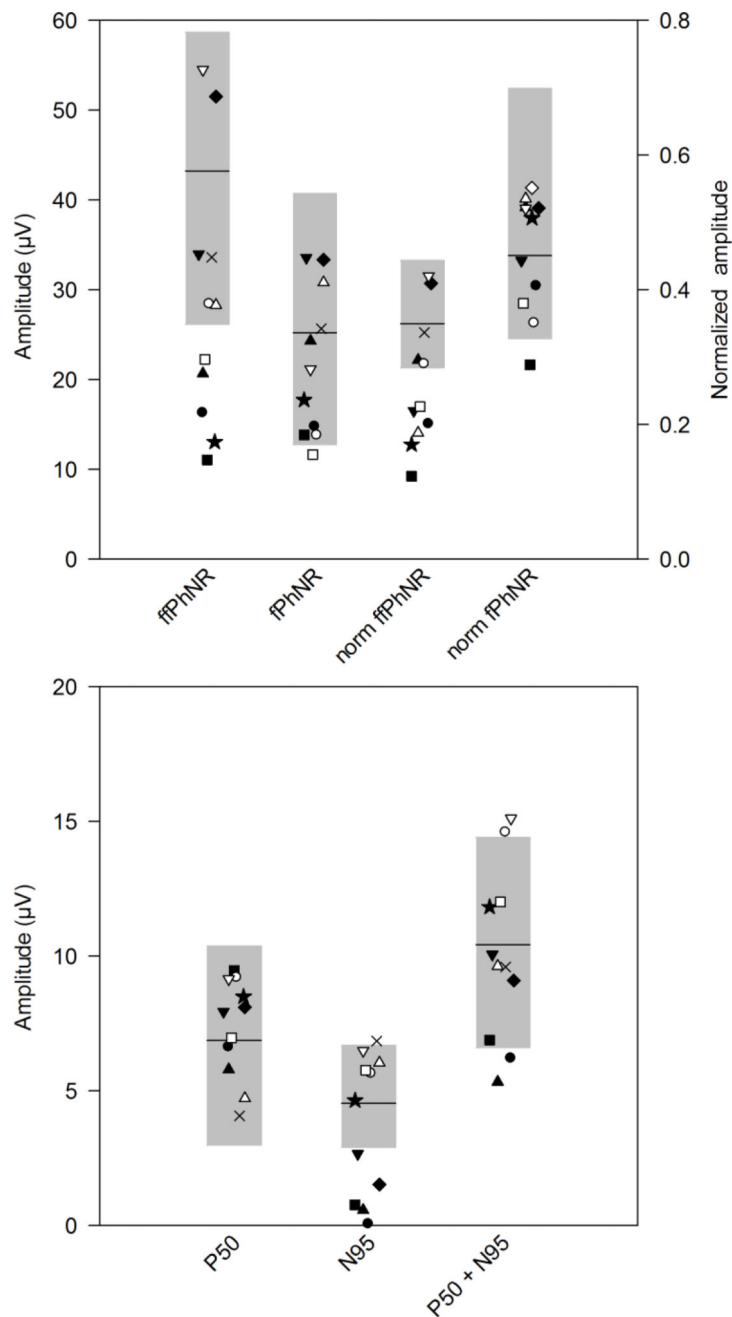 60
50
40
30
20
10
0
Amplitude (µV)
0.8
0.6
0.4
0.2
0.0
Normalized amplitude
ffPhNR
fPhNR
norm ffPhNR
norm fPhNR
20
15
10
5
0
Amplitude (µV)
P50
N95
P50 + N95